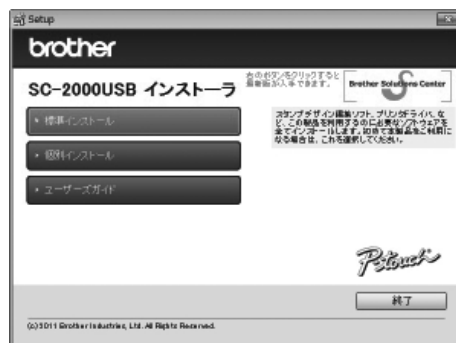 Setup
brother
SC-2000USB インストーラ
右のボタンをクリックすると
最新版が入手できます。
Brother Solutions Center
標準インストール
個別インストール
ユーザーズガイド
スタンプデザイン編集ソフト、プリンタドライバ、な
ど、この製品を利用するのに必要なソフトウェアを
全てインストールします。初めて本製品をご利用に
なる場合は、これを選択してください。
P-touch
終了
(c)2011 Brother Industries, Ltd. All Rights Reserved.